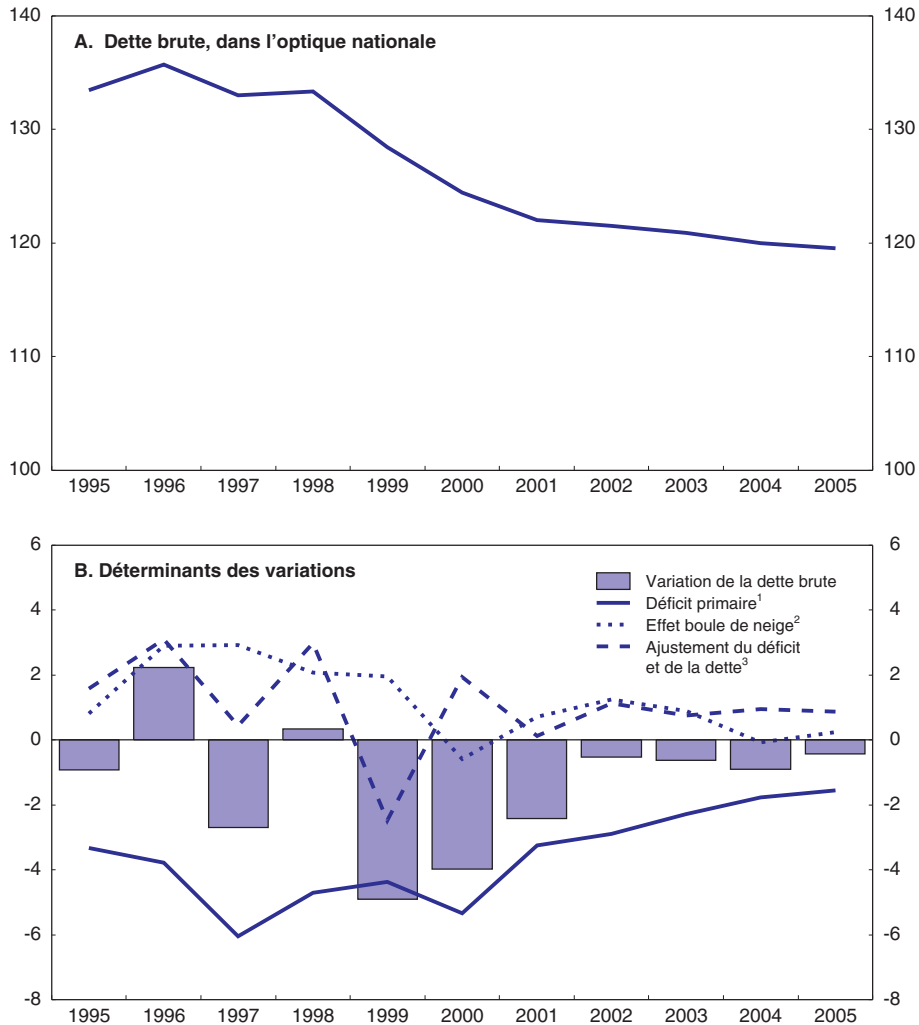 140 140
A. Dette brute, dans l'optique nationale
130 130
120 120
110 110
100 100
1995 1996 1997 1998 1999 2000 2001 2002 2003 2004 2005
6 6
B. Déterminants des variations
Variation de la dette brute
4 4
Déficit primaire¹
Effet boule de neige²
Ajustement du déficit
2 2
et de la dette³
0 0
-2 -2
-4 -4
-6 -6
-8 -8
1995 1996 1997 1998 1999 2000 2001 2002 2003 2004 2005